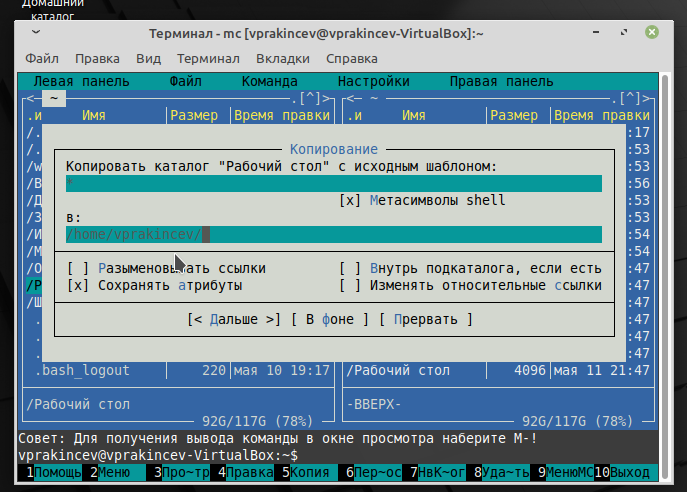 Домашний
каталог
Терминал - mc [vprakincev@vprakincev-VirtualBox]:~
Файл Правка Вид Терминал Вкладки Справка
Левая панель Файл Команда Настройки Правая панель
<- ~ .[^]> <- ~ .[^]>
.и Имя Размер Время правки .и Имя Размер Время правки
/. :17
/. :53
/w :53
/В :56
/Д :53
/З :53
/И :54
/М :54
/О :47
/Р :47
/Ш :47
. :47
. :47
. :47
Копирование
Копировать каталог "Рабочий стол" с исходным шаблоном:
*
[x] Метасимволы shell
в:
/home/vprakincev/
[ ] Разыменовывать ссылки [ ] Внутрь подкаталога, если есть
[x] Сохранять атрибуты [ ] Изменять относительные ссылки
[< Дальше >] [ В фоне ] [ Прервать ]
.bash_logout 220 мая 10 19:17 /Рабочий стол 4096 мая 11 21:47
/Рабочий стол -ВВЕРХ-
92G/117G (78%) 92G/117G (78%)
Совет: Для получения вывода команды в окне просмотра наберите M-!
vprakincev@vprakincev-VirtualBox:~$
1Помощь 2Меню 3Про~тр 4Правка 5Копия 6Пер~ос 7НвК~ог 8Уда~ть 9МенюМС 10Выход